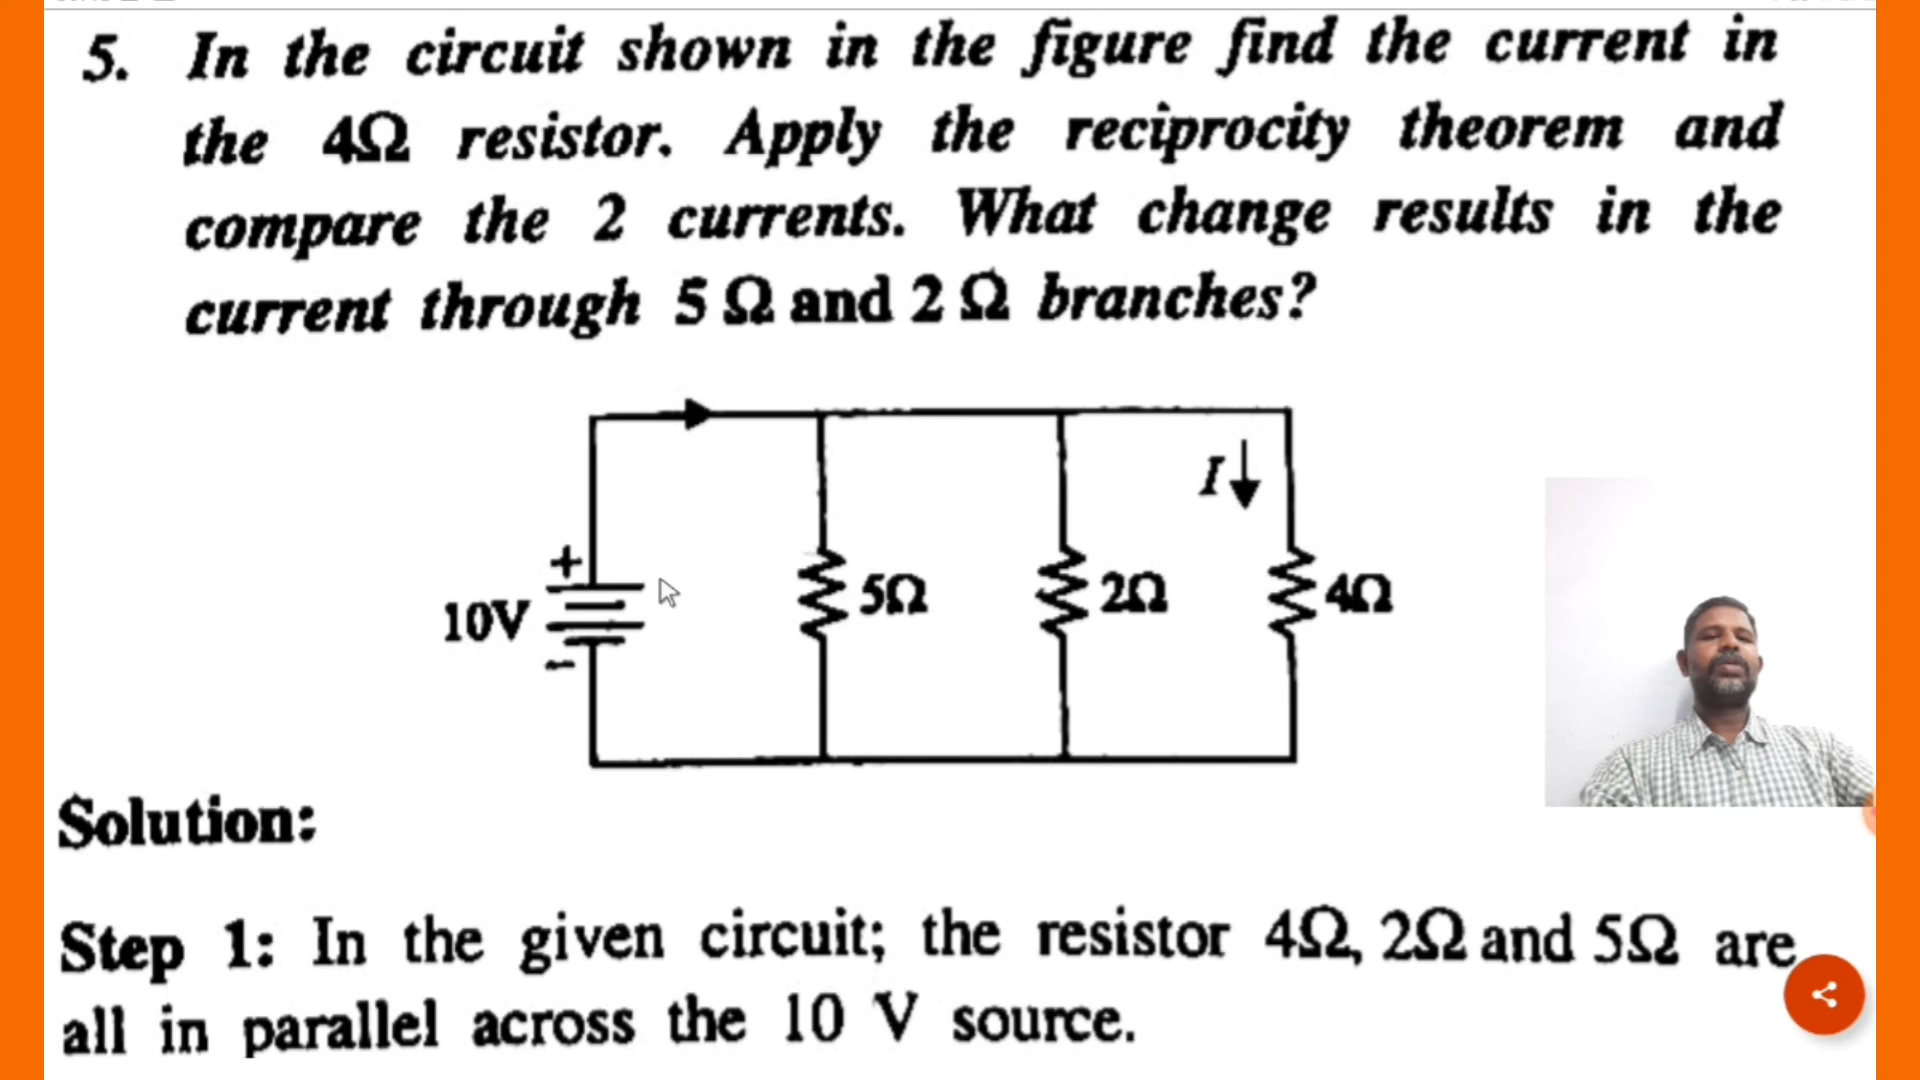 5. In the circuit shown in the figure find the current in
the 4Ω resistor. Apply the reciprocity theorem and
compare the 2 currents. What change results in the
current through 5 Ω and 2 Ω branches?
I
+
10V
-
5Ω
2Ω
4Ω
Solution:
Step 1: In the given circuit; the resistor 4Ω, 2Ω and 5Ω are
all in parallel across the 10 V source.